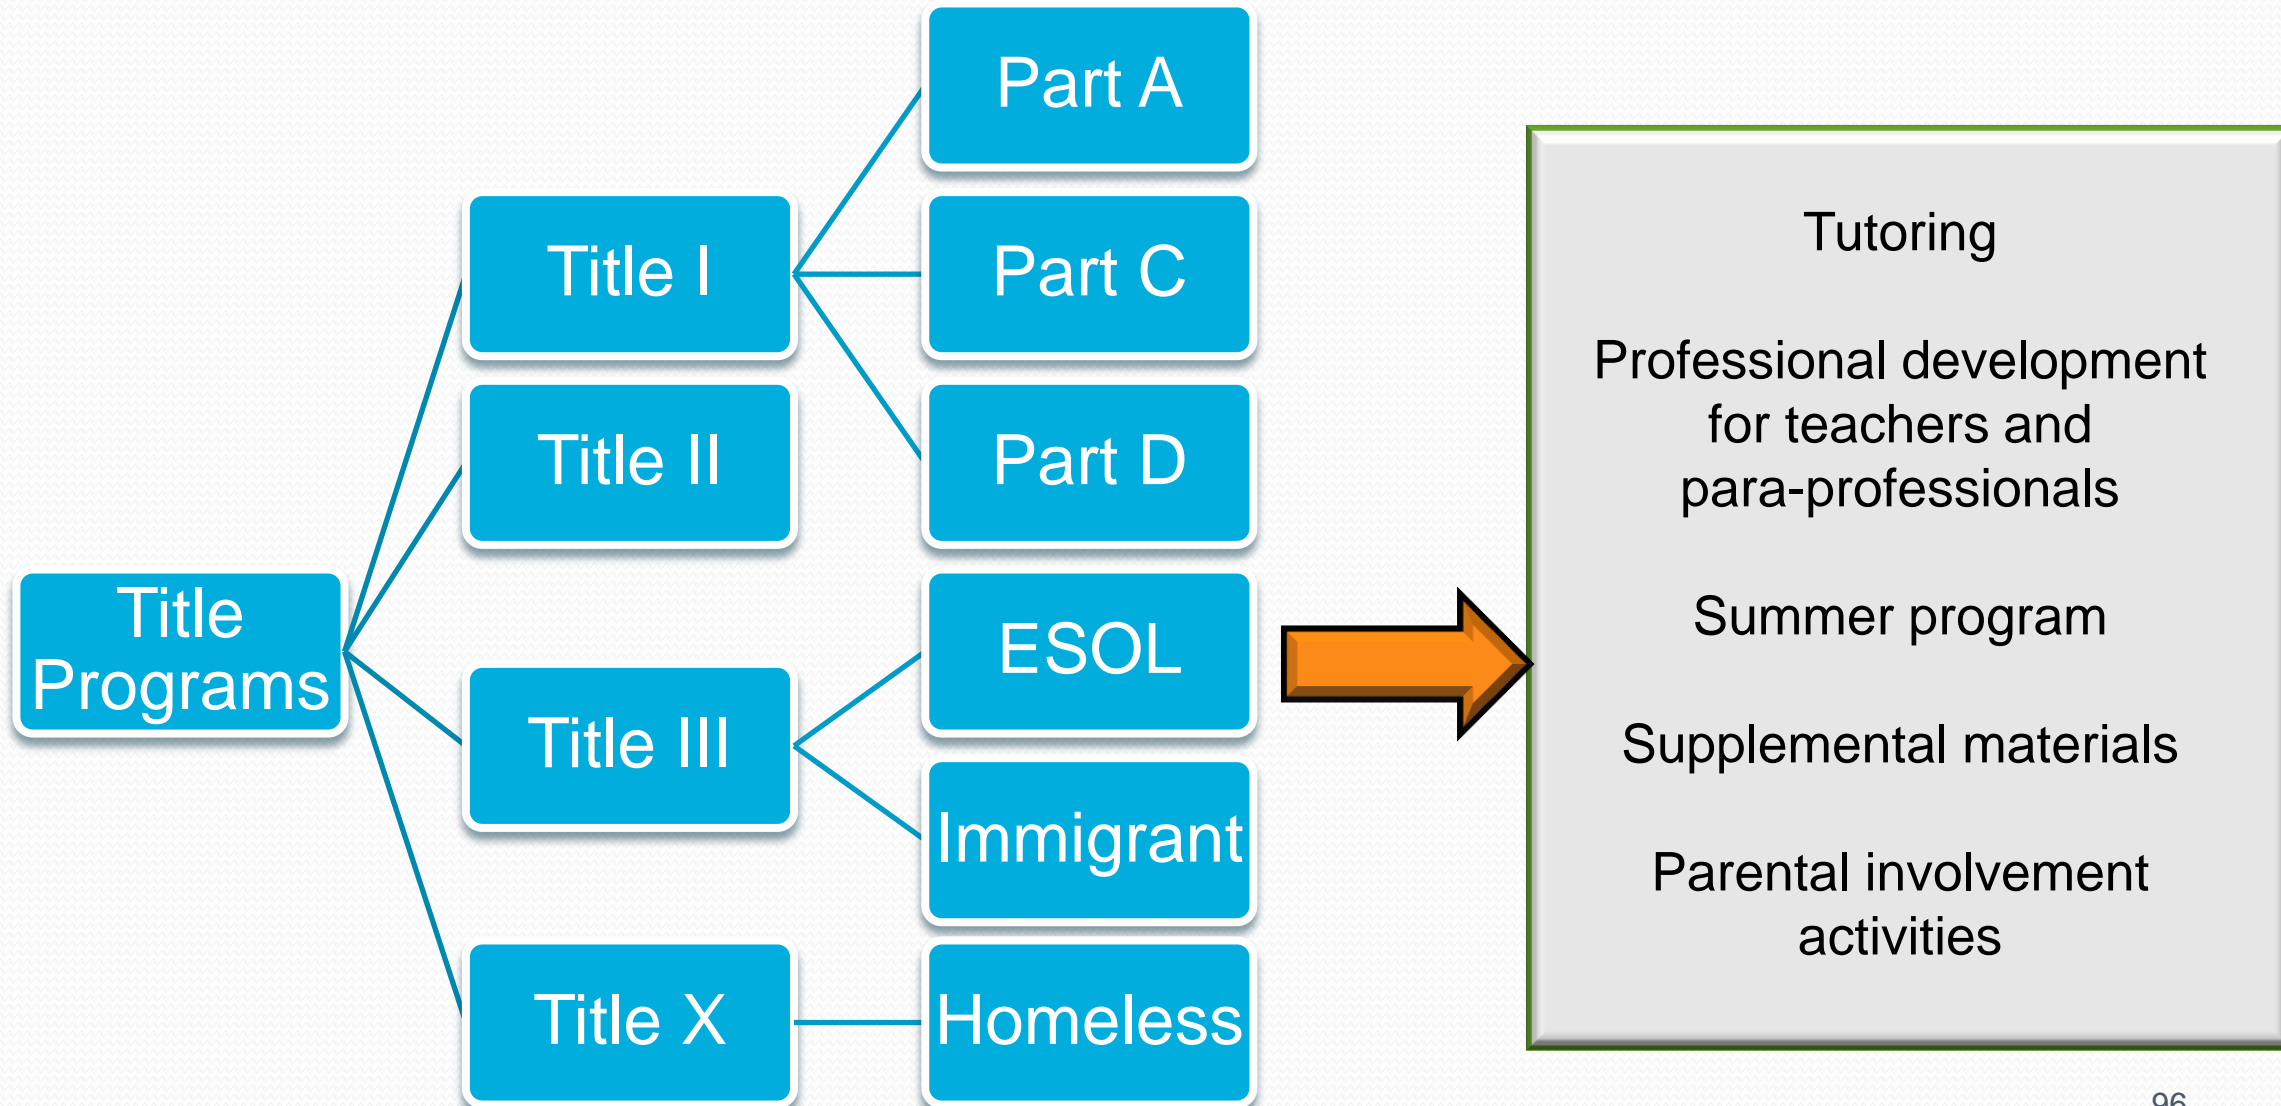 Title
Programs
Title I
Title II
Title III
Title X
Part A
Part C
Part D
ESOL
Immigrant
Homeless
Tutoring
Professional development
for teachers and
para-professionals
Summer program
Supplemental materials
Parental involvement
activities
96